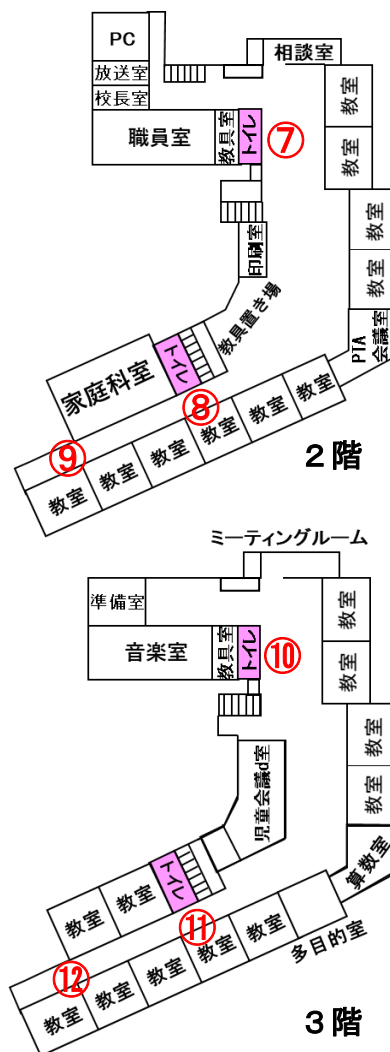 PC
相談室
放送室
校長室
教室
教室
職員室
教具室
トイレ
⑦
教室
教室
印刷室
教具置き場
PTA
会議室
トイレ
家庭科室
⑧
教室
教室
教室
教室
教室
教室
⑨
2階
ミーティングルーム
準備室
教室
教室
音楽室
教具室
トイレ
⑩
教室
教室
児童会議d室
算数室
トイレ
教室
教室
⑪
多目的室
教室
教室
教室
教室
教室
⑫
3階